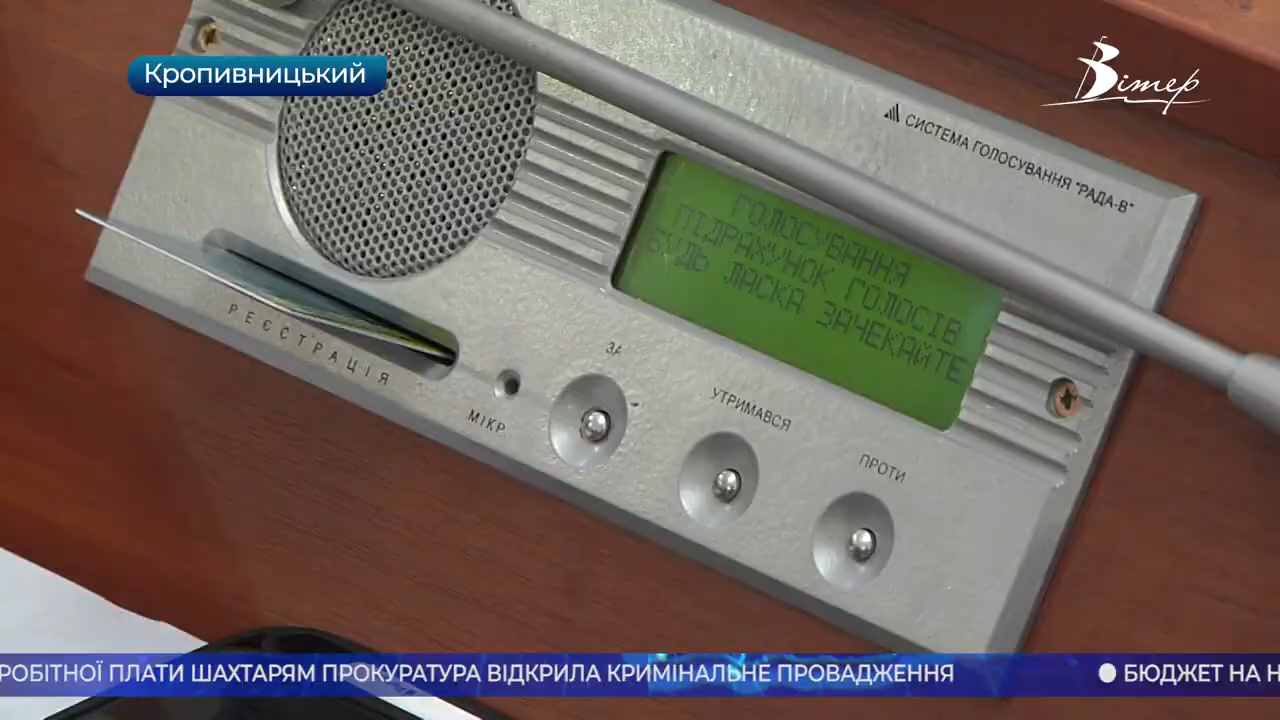 Кропивницький
Вітер
СИСТЕМА ГОЛОСУВАННЯ "РАДА-В"
ГОЛОСУВАННЯ
ПІДРАХУНОК ГОЛОСІВ
БУДЬ ЛАСКА ЗАЧЕКАЙТЕ
РЕЄСТРАЦІЯ
МІКР
ЗА
УТРИМАВСЯ
ПРОТИ
РОБІТНОЇ ПЛАТИ ШАХТАРЯМ ПРОКУРАТУРА ВІДКРИЛА КРИМІНАЛЬНЕ ПРОВАДЖЕННЯ ● БЮДЖЕТ НА Н